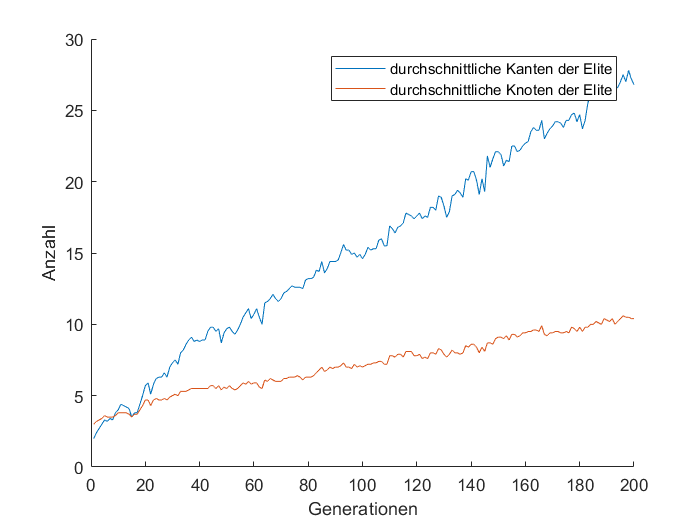 30
durchschnittliche Kanten der Elite
durchschnittliche Knoten der Elite
25
20
Anzahl
15
10
5
0
0 20 40 60 80 100 120 140 160 180 200
Generationen